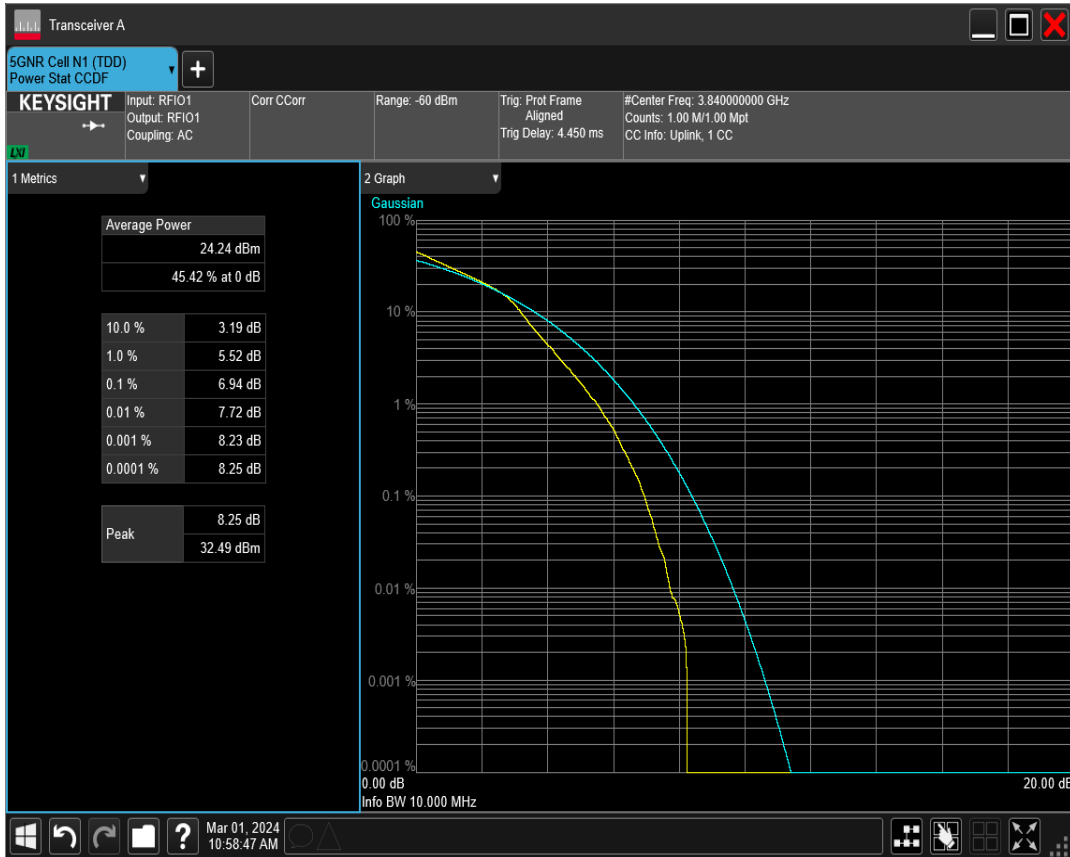 Transceiver A
5GNR Cell N1 (TDD)
Power Stat CCDF
+
KEYSIGHT
LXI
Input: RFIO1
Output: RFIO1
Coupling: AC
Corr CCorr
Range: -60 dBm
Trig: Prot Frame
Aligned
Trig Delay: 4.450 ms
#Center Freq: 3.840000000 GHz
Counts: 1.00 M/1.00 Mpt
CC Info: Uplink, 1 CC
1 Metrics
Average Power
24.24 dBm
45.42 % at 0 dB
10.0 % 3.19 dB
1.0 % 5.52 dB
0.1 % 6.94 dB
0.01 % 7.72 dB
0.001 % 8.23 dB
0.0001 % 8.25 dB
Peak 8.25 dB
32.49 dBm
2 Graph
Gaussian
100 %
10 %
1 %
0.1 %
0.01 %
0.001 %
0.0001 %
0.00 dB 20.00 dB
Info BW 10.000 MHz
?
Mar 01, 2024
10:58:47 AM